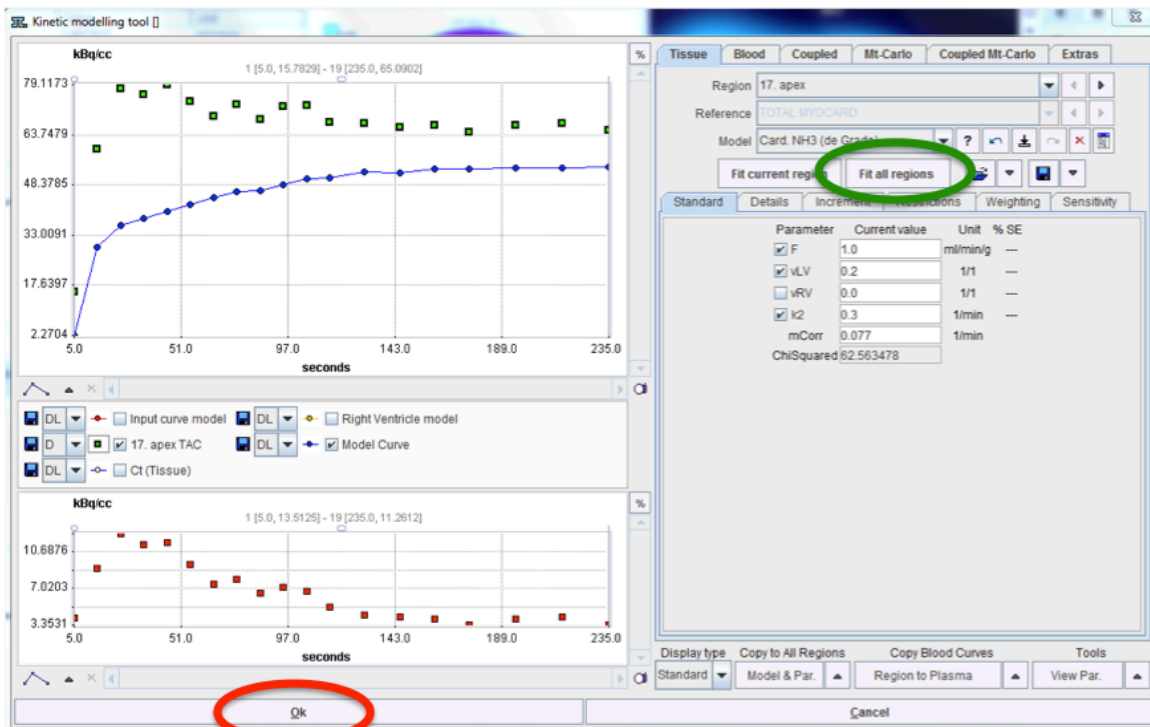 Kinetic modelling tool []
kBq/cc
%
1 [5.0, 15.7829] - 19 [235.0, 65.0902]
79.1173
63.7479
48.3785
33.0091
17.6397
2.2704
5.0 51.0 97.0 143.0 189.0 235.0
seconds
DL Input curve model DL Right Ventricle model
D 17. apex TAC DL Model Curve
DL Ct (Tissue)
kBq/cc
%
1 [5.0, 13.5125] - 19 [235.0, 11.2612]
10.6876
7.0203
3.3531
5.0 51.0 97.0 143.0 189.0 235.0
seconds
Tissue Blood Coupled Mt-Carlo Coupled Mt-Carlo Extras
Region 17. apex
Reference TOTAL MYOCARD
Model Card. NH3 (de Grade) ?
Fit current region Fit all regions
Standard Details Increment Restrictions Weighting Sensitivity
Parameter Current value Unit % SE
F 1.0 ml/min/g ---
vLV 0.2 1/1 ---
vRV 0.0 1/1 ---
k2 0.3 1/min ---
mCorr 0.077 1/min
ChiSquared 62.563478
Display type Copy to All Regions Copy Blood Curves Tools
Standard Model & Par. Region to Plasma View Par.
Ok Cancel